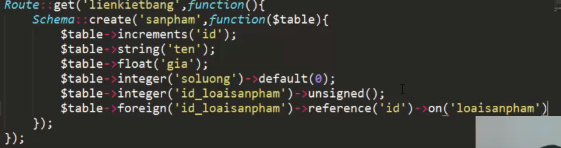 Route::get('lienkietbang',function(){
Schema::create('sanpham',function($table){
$table->increments('id');
$table->string('ten');
$table->float('gia');
$table->integer('soluong')->default(0);
$table->integer('id_loaisanpham')->unsigned();
$table->foreign('id_loaisanpham')->reference('id')->on('loaisanpham')
});
});